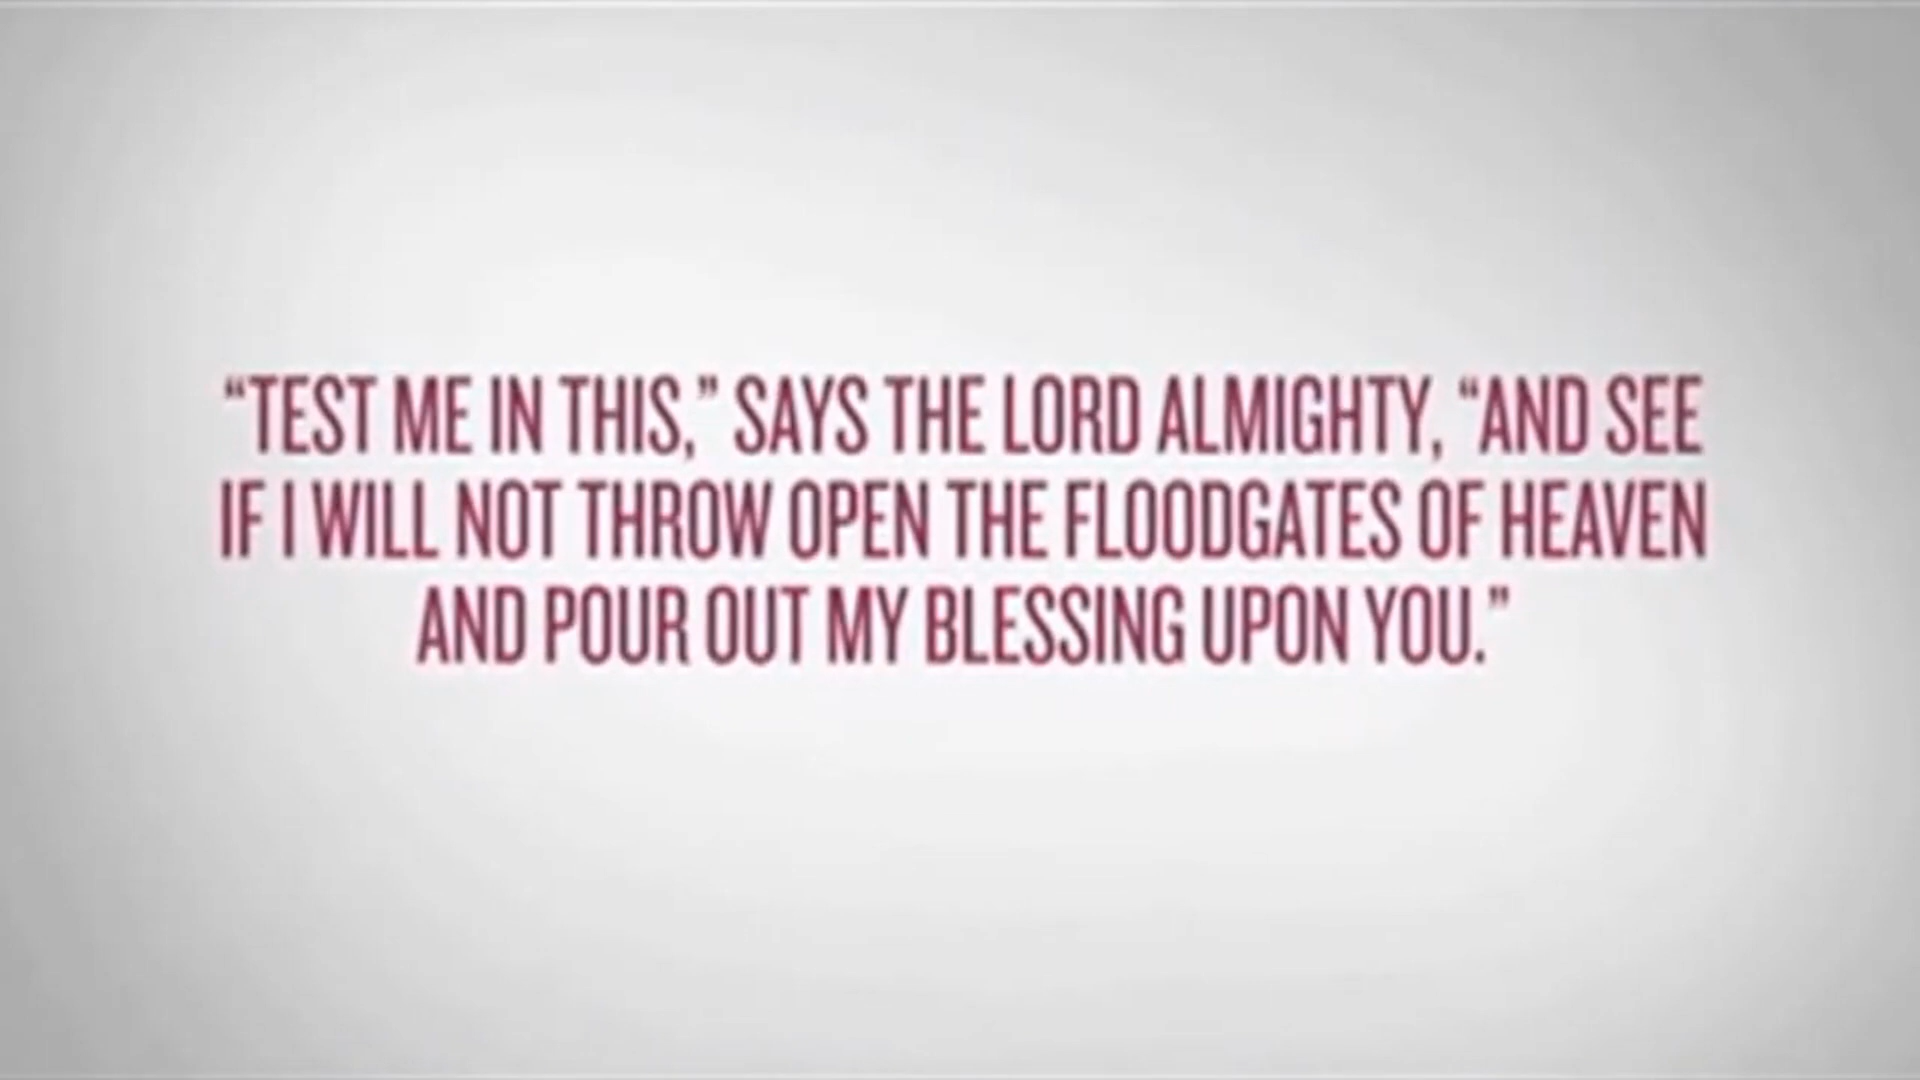 “TEST ME IN THIS,” SAYS THE LORD ALMIGHTY, “AND SEE
IF I WILL NOT THROW OPEN THE FLOODGATES OF HEAVEN
AND POUR OUT MY BLESSING UPON YOU.”